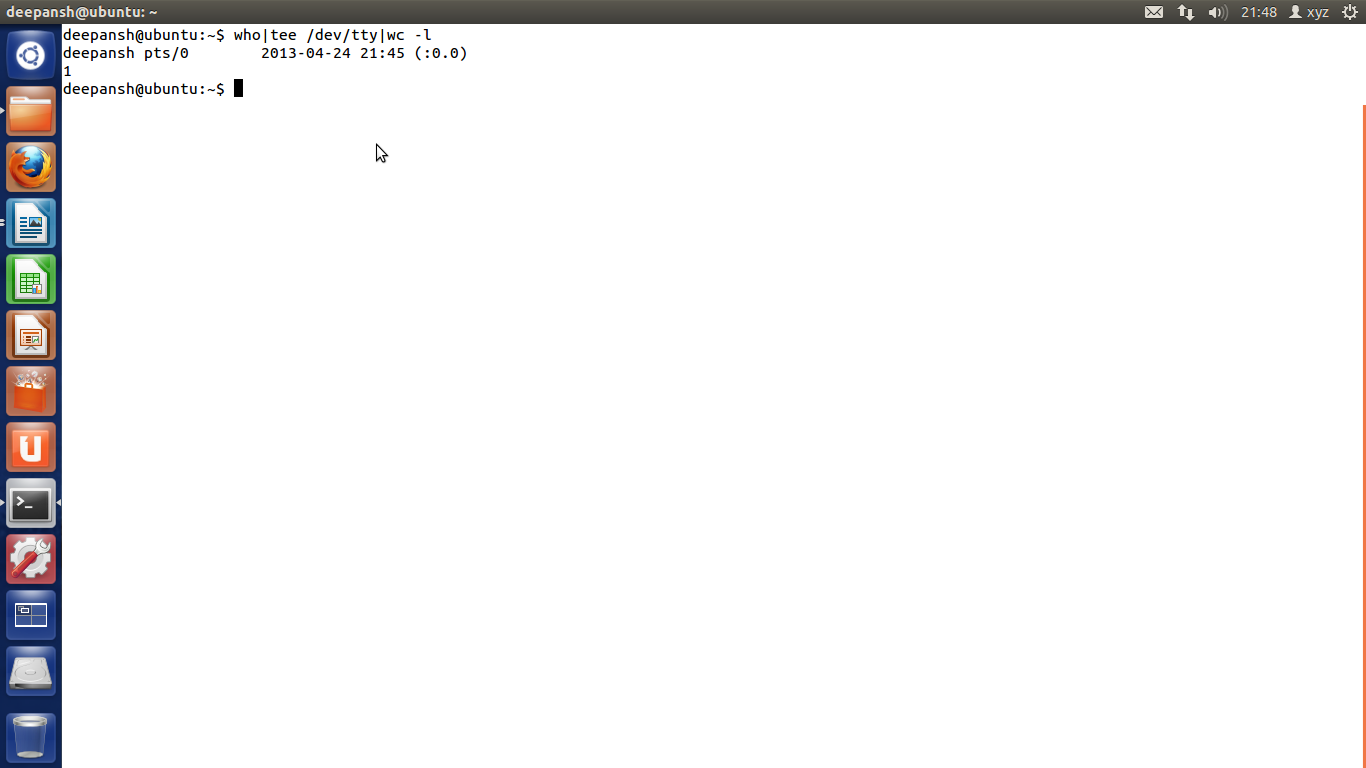 deepansh@ubuntu: ~
21:48
xyz
deepansh@ubuntu:~$ who|tee /dev/tty|wc -l
deepansh pts/0        2013-04-24 21:45 (:0.0)
1
deepansh@ubuntu:~$